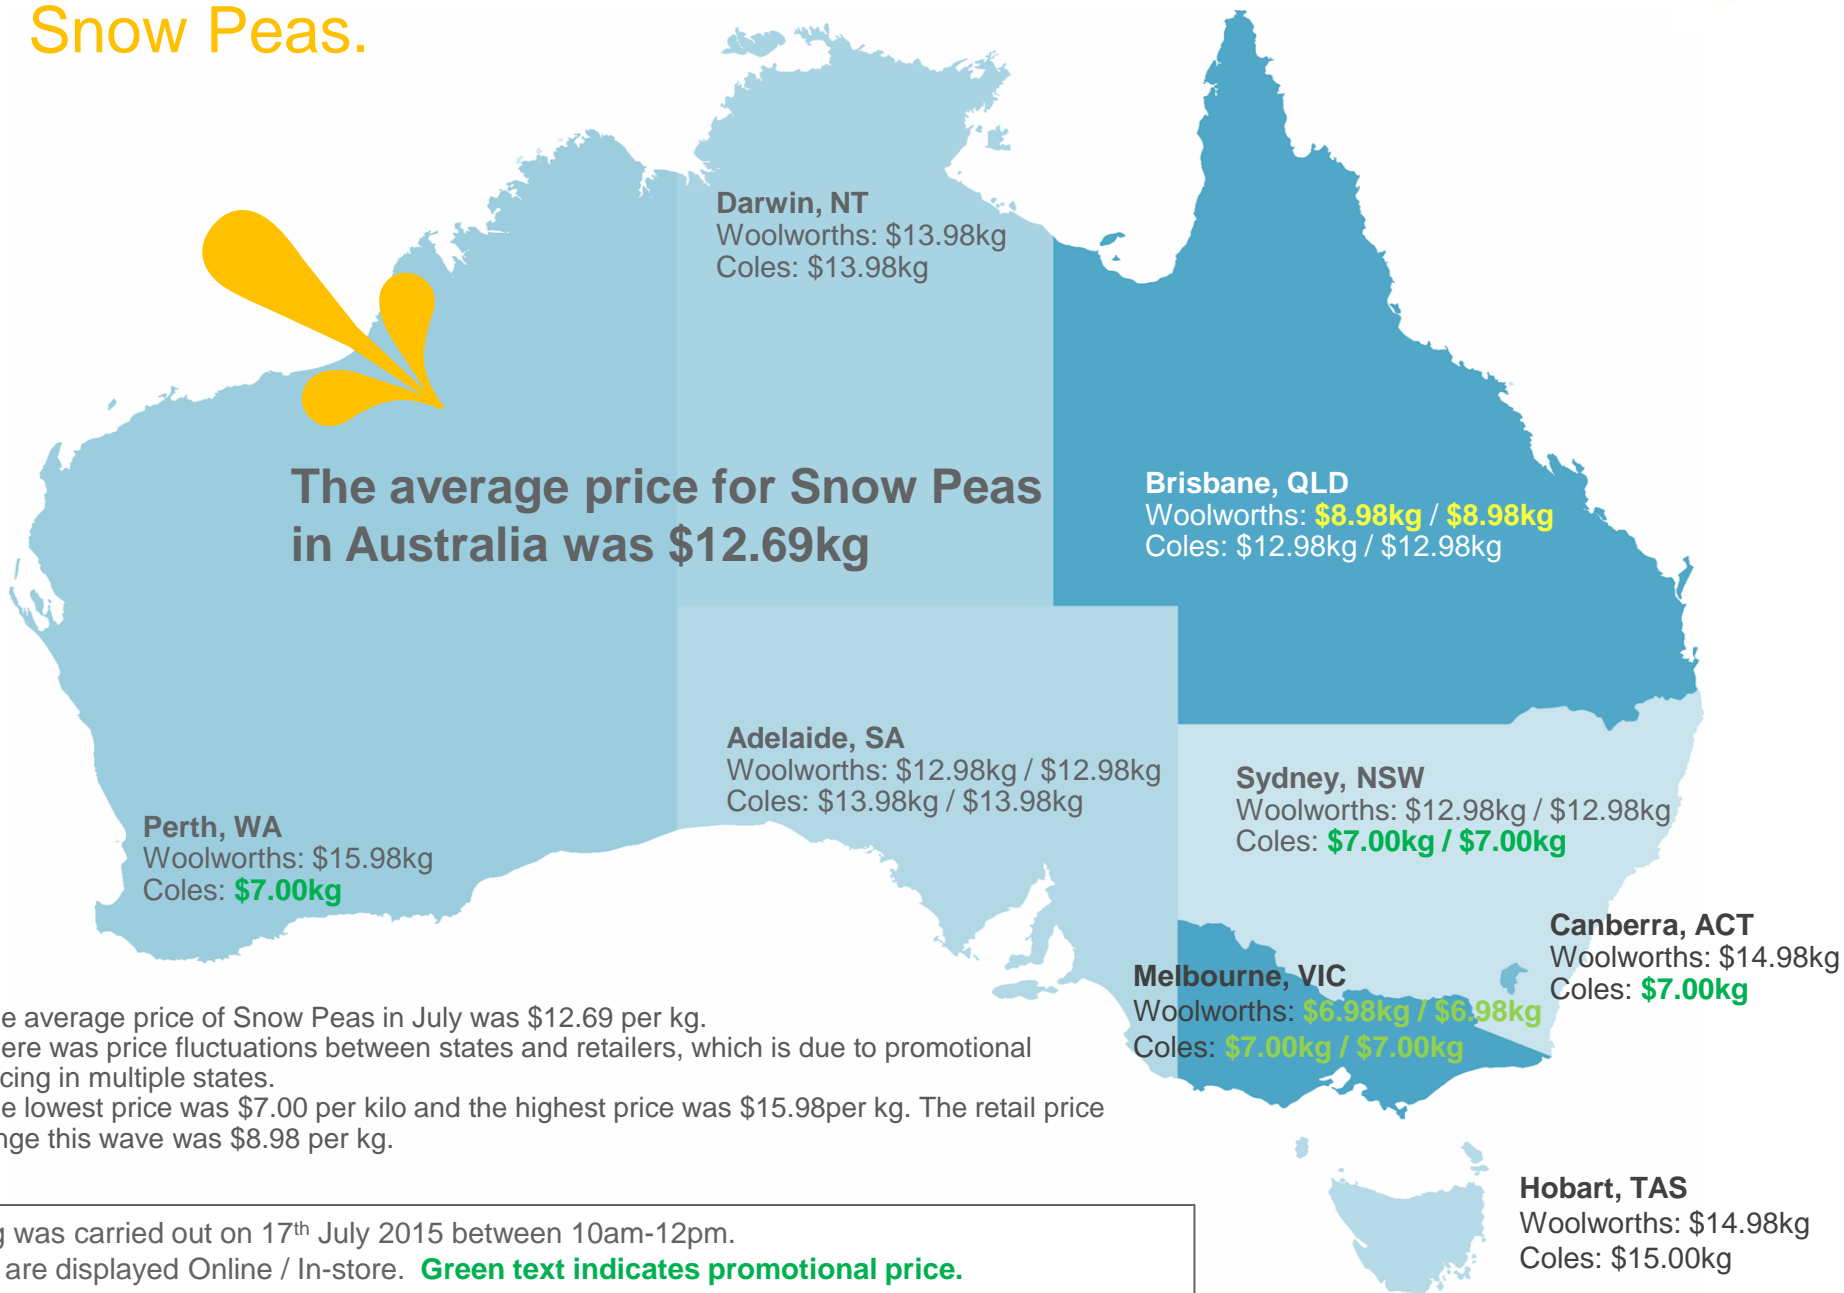 Snow Peas.
Darwin, NT
Woolworths: $13.98kg
Coles: $13.98kg
The average price for Snow Peas
in Australia was $12.69kg
Brisbane, QLD
Woolworths: $8.98kg / $8.98kg
Coles: $12.98kg / $12.98kg
Adelaide, SA
Woolworths: $12.98kg / $12.98kg
Coles: $13.98kg / $13.98kg
Sydney, NSW
Woolworths: $12.98kg / $12.98kg
Coles: $7.00kg / $7.00kg
Perth, WA
Woolworths: $15.98kg
Coles: $7.00kg
Canberra, ACT
Woolworths: $14.98kg
Coles: $7.00kg
Melbourne, VIC
Woolworths: $6.98kg / $6.98kg
Coles: $7.00kg / $7.00kg
e average price of Snow Peas in July was $12.69 per kg.
ere was price fluctuations between states and retailers, which is due to promotional
cing in multiple states.
e lowest price was $7.00 per kilo and the highest price was $15.98per kg. The retail price
nge this wave was $8.98 per kg.
Hobart, TAS
Woolworths: $14.98kg
Coles: $15.00kg
g was carried out on 17th July 2015 between 10am-12pm.
are displayed Online / In-store. Green text indicates promotional price.